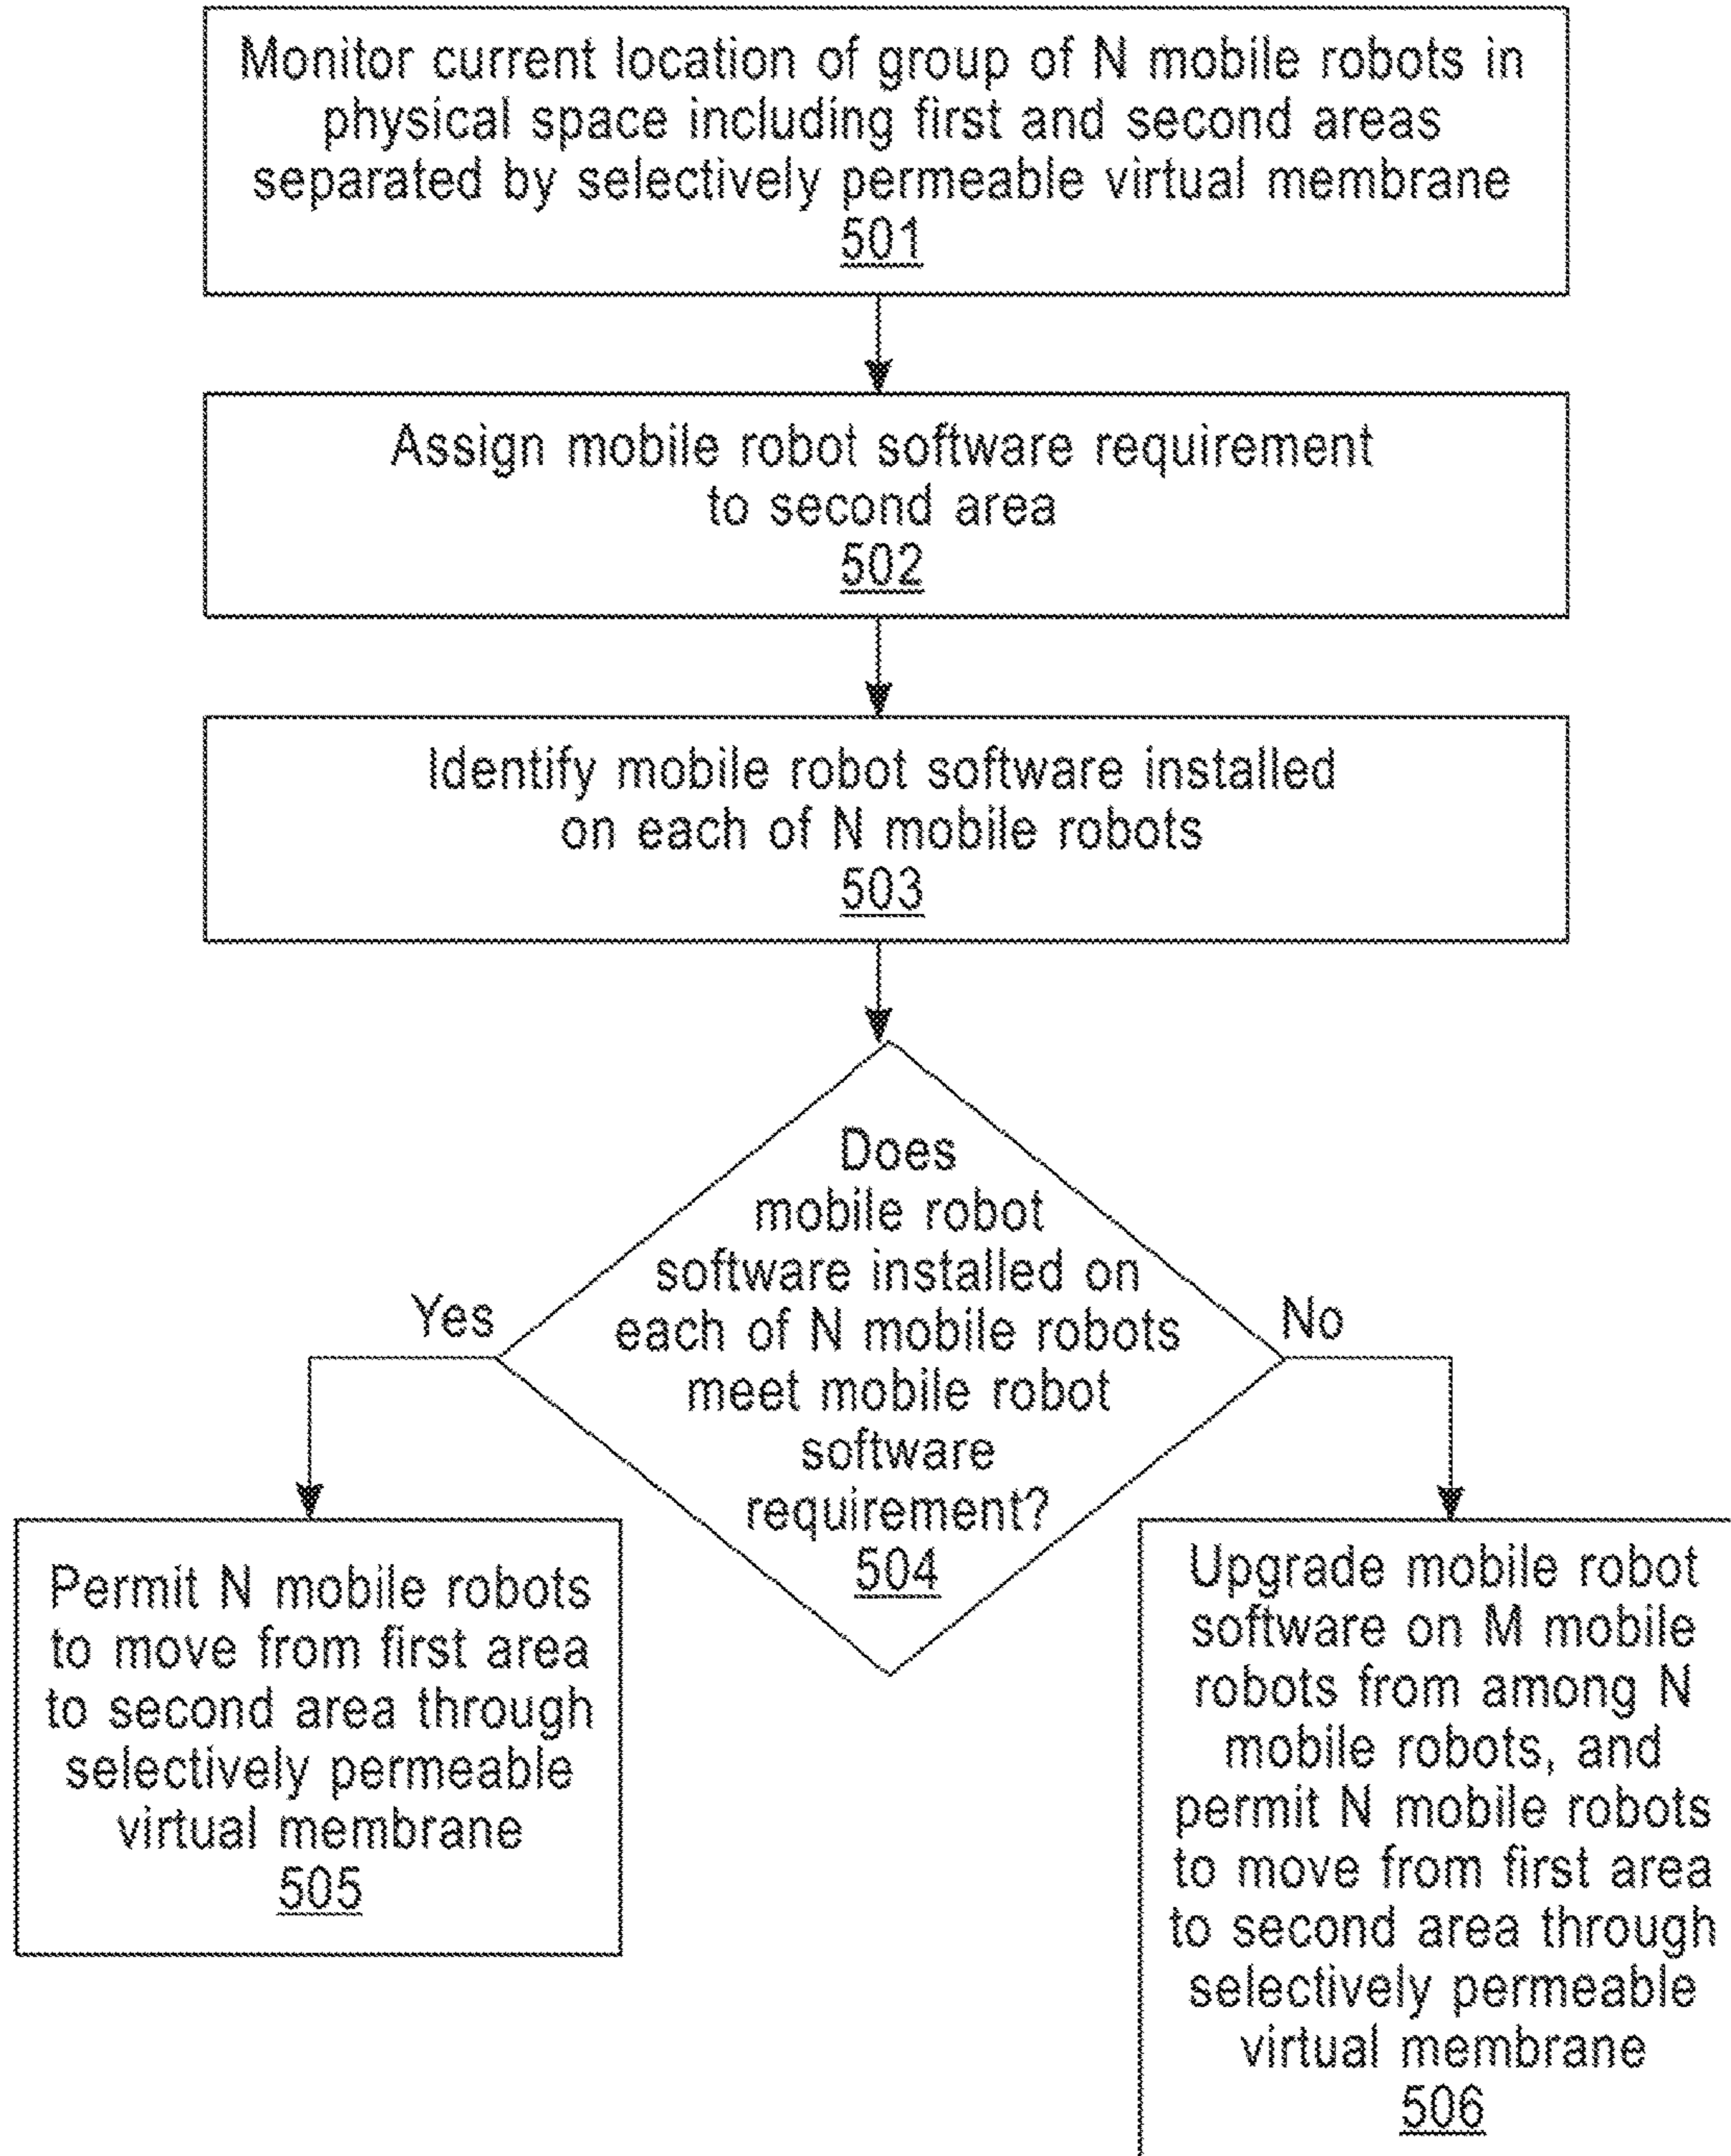 Monitor current location of group of N mobile robots in
physical space including first and second areas
separated by selectively permeable virtual membrane
501
Assign mobile robot software requirement
to second area
502
Identify mobile robot software installed
on each of N mobile robots
503
Does
mobile robot
software installed on
each of N mobile robots
meet mobile robot
software
requirement?
504
Yes
No
Permit N mobile robots
to move from first area
to second area through
selectively permeable
virtual membrane
505
Upgrade mobile robot
software on M mobile
robots from among N
mobile robots, and
permit N mobile robots
to move from first area
to second area through
selectively permeable
virtual membrane
506